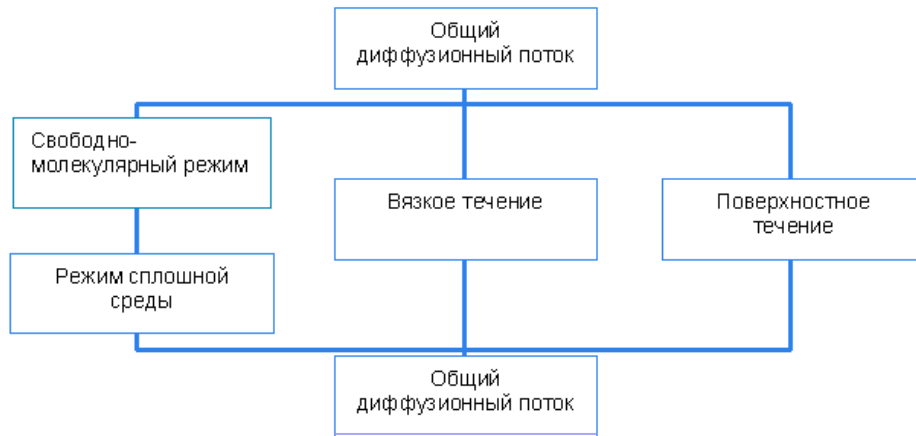 Общий
диффузионный поток
Свободно-
молекулярный режим
Вязкое течение
Поверхностное
течение
Режим сплошной
среды
Общий
диффузионный поток